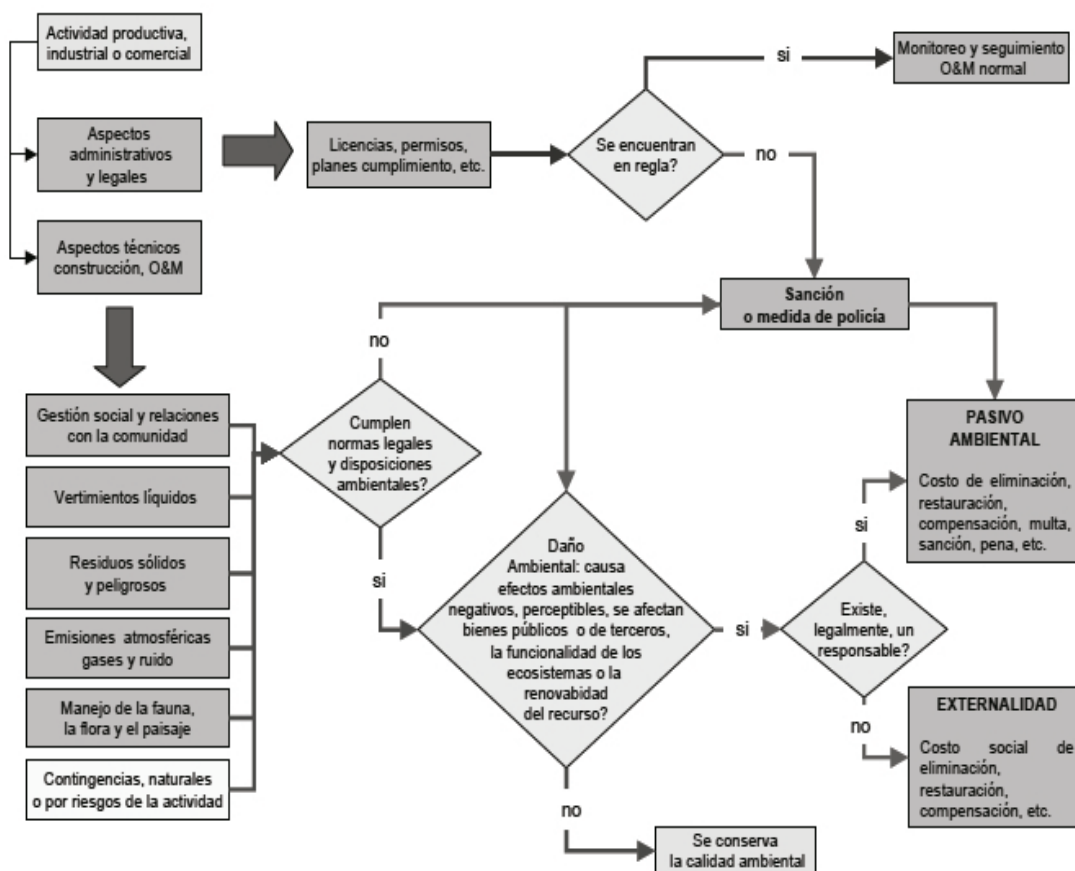 Actividad productiva,
industrial o comercial
Aspectos
administrativos
y legales
Aspectos técnicos
construcción, O&M
Licencias, permisos,
planes cumplimiento, etc.
Se encuentran
en regla?
si
Monitoreo y seguimiento
O&M normal
no
Sanción
o medida de policía
Gestión social y relaciones
con la comunidad
Vertimientos líquidos
Residuos sólidos
y peligrosos
Emisiones atmosféricas
gases y ruido
Manejo de la fauna,
la flora y el paisaje
Contingencias, naturales
o por riesgos de la actividad
no
Cumplen
normas legales
y disposiciones
ambientales?
si
Daño
Ambiental: causa
efectos ambientales
negativos, perceptibles, se afectan
bienes públicos o de terceros,
la funcionalidad de los
ecosistemas o la
renovabidad
del recurso?
si
no
Se conserva
la calidad ambiental
Existe,
legalmente, un
responsable?
si
PASIVO
AMBIENTAL
Costo de eliminación,
restauración,
compensación, multa,
sanción, pena, etc.
no
EXTERNALIDAD
Costo social de
eliminación,
restauración,
compensación, etc.